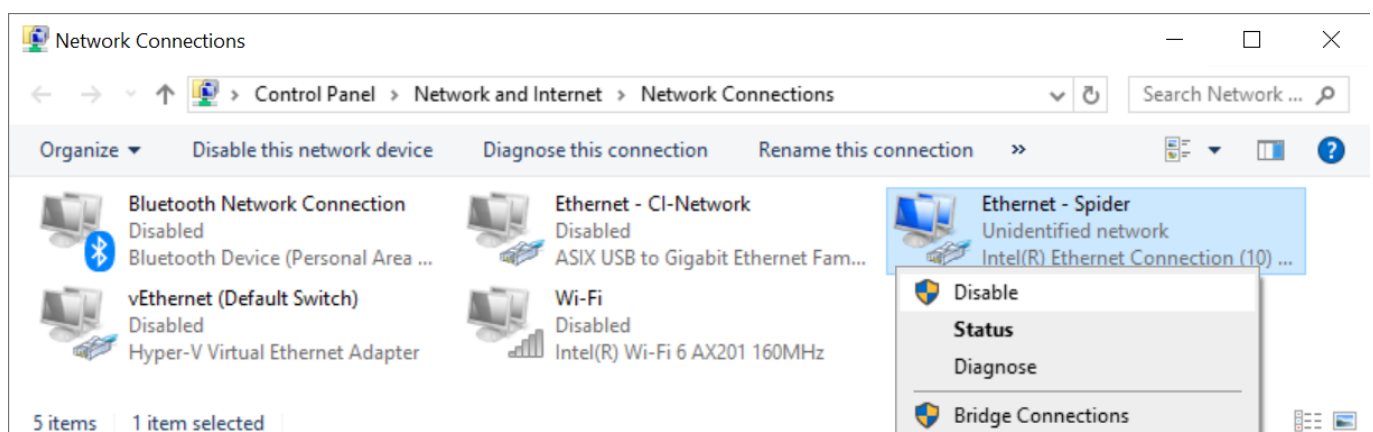 Network Connections
Control Panel > Network and Internet > Network Connections
Search Network ...
Organize
Disable this network device
Diagnose this connection
Rename this connection
»
Bluetooth Network Connection
Disabled
Bluetooth Device (Personal Area ...
Ethernet - CI-Network
Disabled
ASIX USB to Gigabit Ethernet Fam...
Ethernet - Spider
Unidentified network
Intel(R) Ethernet Connection (10) ...
vEthernet (Default Switch)
Disabled
Hyper-V Virtual Ethernet Adapter
Wi-Fi
Disabled
Intel(R) Wi-Fi 6 AX201 160MHz
Disable
Status
Diagnose
Bridge Connections
5 items
1 item selected